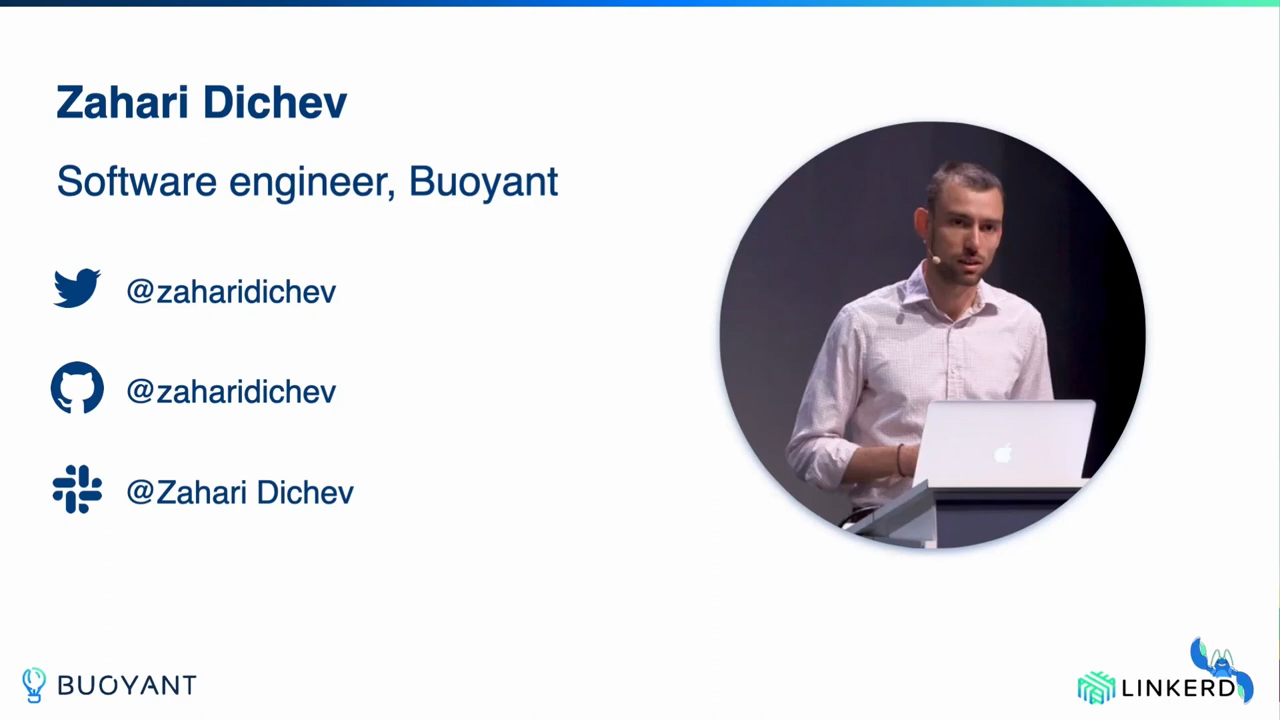 Zahari Dichev
Software engineer, Buoyant
@zaharidichev
@zaharidichev
@Zahari Dichev
BUOYANT
LINKERD